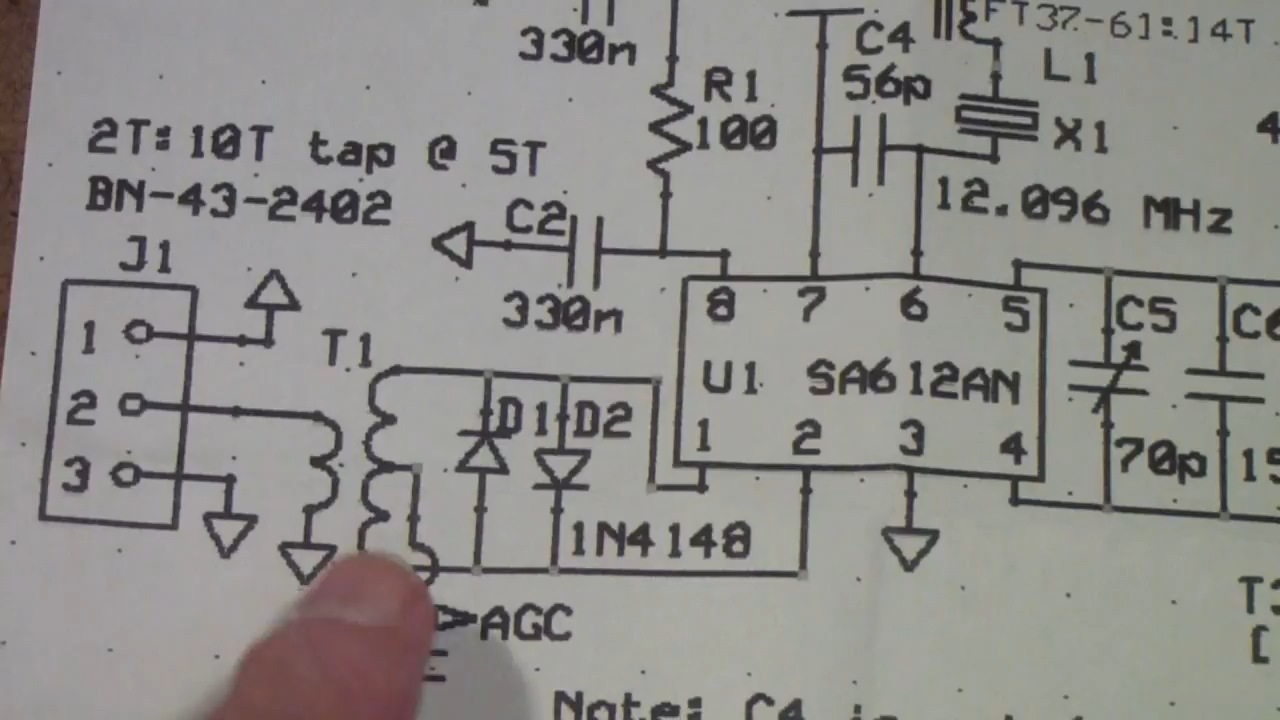 330n
C4
56p
FT37-61:14T
L1
R1
100
X1
12.096 MHz
2T:10T tap @ 5T
BN-43-2402
C2
330n
J1
1
2
3
T1
8 7 6 5
U1 SA612AN
1 2 3 4
D1 D2
1N4148
C5
70p
AGC
Note: C4